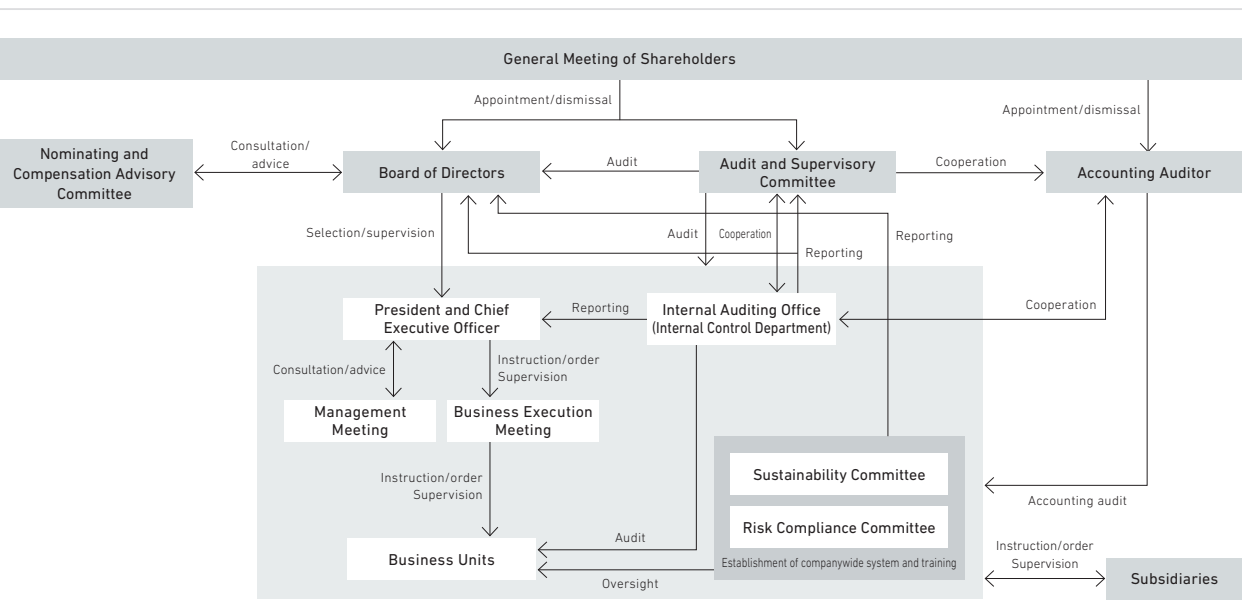 General Meeting of Shareholders
Appointment/dismissal
Appointment/dismissal
Nominating and
Compensation Advisory
Committee
Consultation/
advice
Board of Directors
Audit
Audit and Supervisory
Committee
Cooperation
Accounting Auditor
Selection/supervision
Audit
Cooperation
Reporting
Reporting
President and Chief
Executive Officer
Reporting
Internal Auditing Office
(Internal Control Department)
Cooperation
Consultation/advice
Instruction/order
Supervision
Management
Meeting
Business Execution
Meeting
Instruction/order
Supervision
Sustainability Committee
Risk Compliance Committee
Establishment of companywide system and training
Accounting audit
Business Units
Audit
Oversight
Instruction/order
Supervision
Subsidiaries